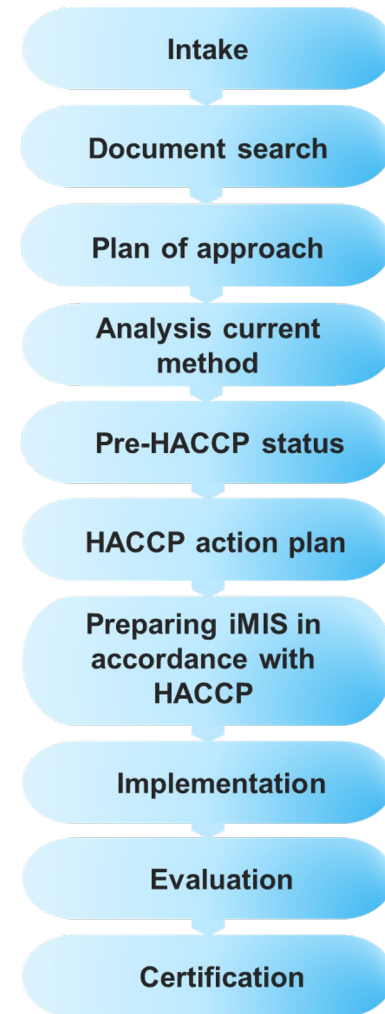 Intake
Document search
Plan of approach
Analysis current
method
Pre-HACCP status
HACCP action plan
Preparing iMIS in
accordance with
HACCP
Implementation
Evaluation
Certification